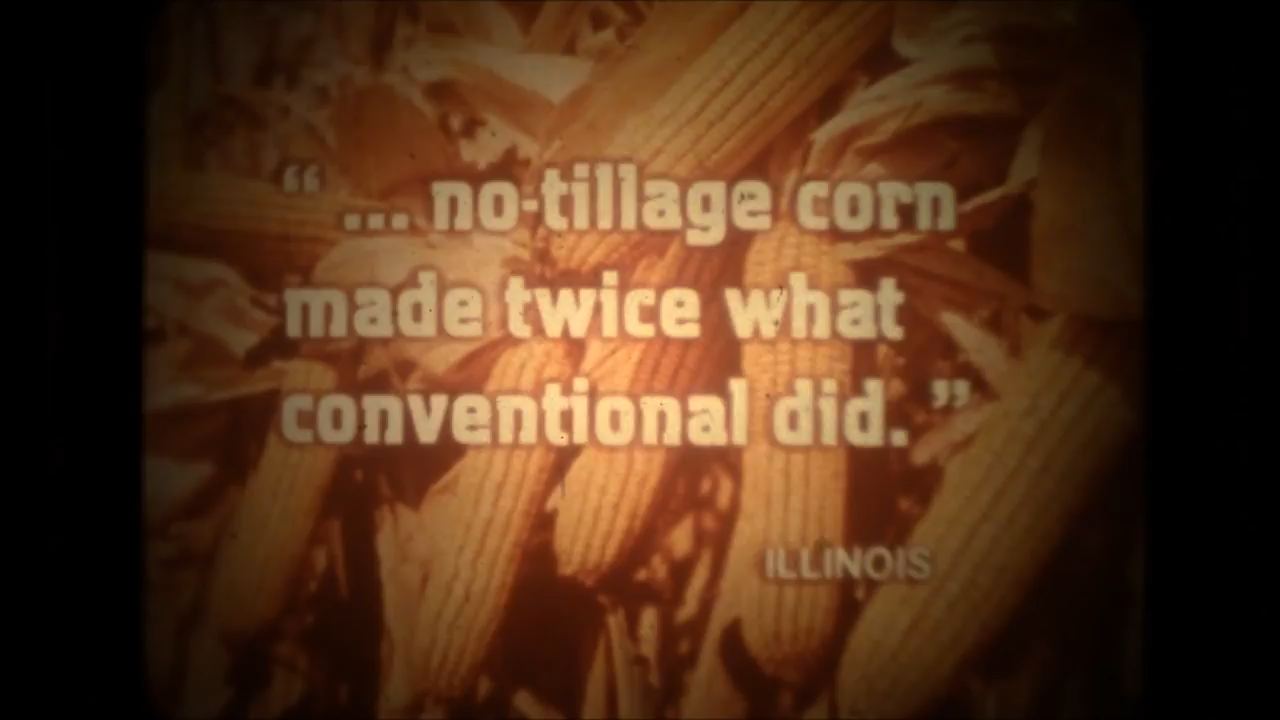 “ ... no-tillage corn
made twice what
conventional did. ”
ILLINOIS